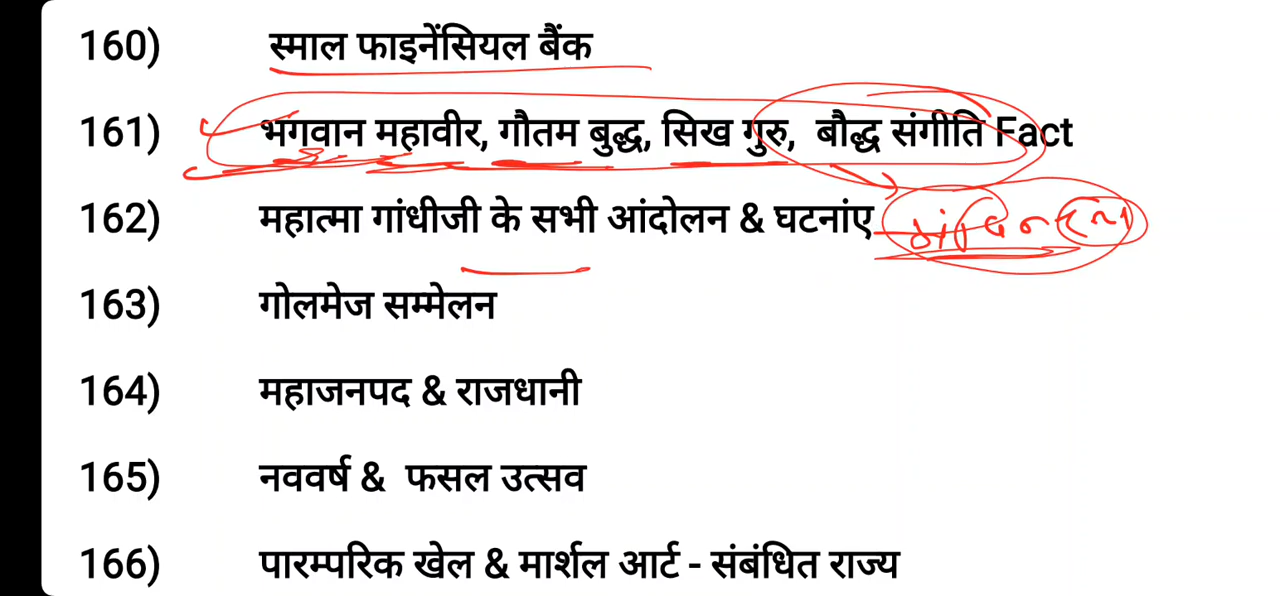 160) स्माल फाइनेंसियल बैंक
161) भगवान महावीर, गौतम बुद्ध, सिख गुरु, बौद्ध संगीति Fact
162) महात्मा गांधीजी के सभी आंदोलन & घटनांए
163) गोलमेज सम्मेलन
164) महाजनपद & राजधानी
165) नववर्ष & फसल उत्सव
166) पारम्परिक खेल & मार्शल आर्ट - संबंधित राज्य